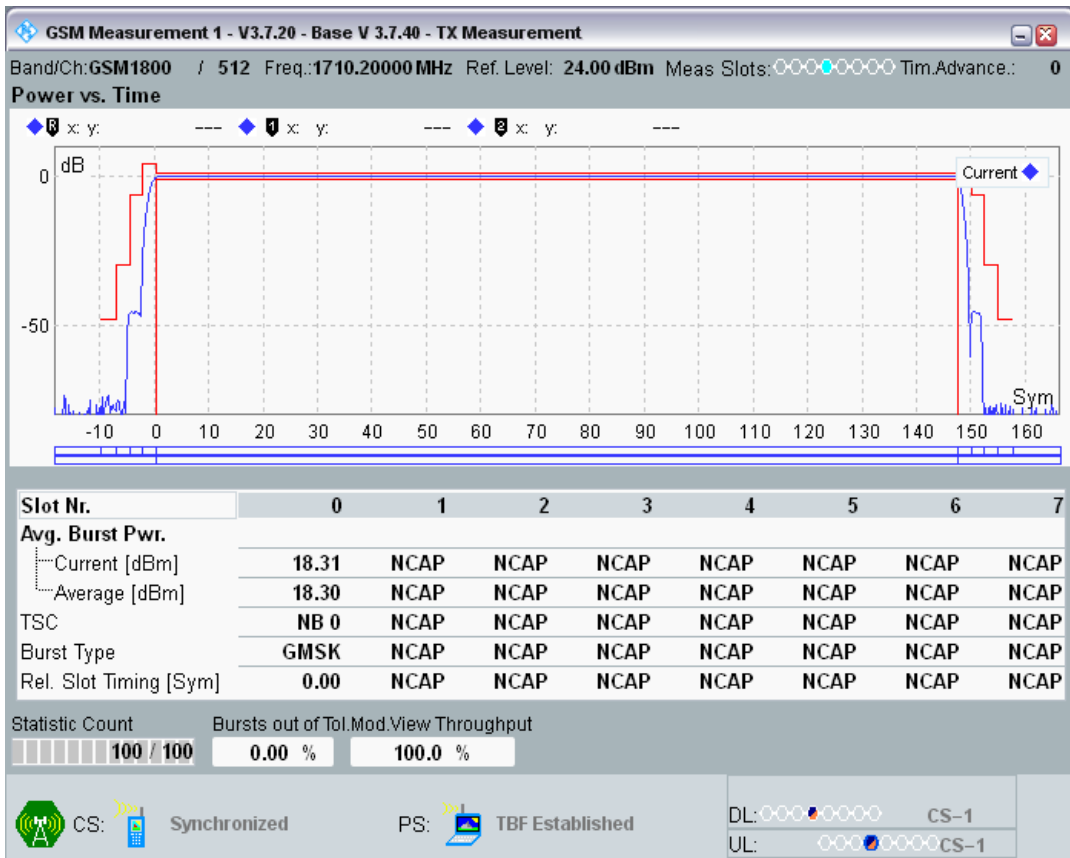 GSM Measurement 1 - V3.7.20 - Base V 3.7.40 - TX Measurement
Band/Ch:GSM1800 / 512 Freq.:1710.20000 MHz Ref. Level: 24.00 dBm Meas Slots: Tim.Advance.: 0
Power vs. Time
R x: y: --- 1 x: y: --- 2 x: y: ---
dB
Current
0
-50
Sym
-10 0 10 20 30 40 50 60 70 80 90 100 110 120 130 140 150 160
Slot Nr. 0 1 2 3 4 5 6 7
Avg. Burst Pwr.
Current [dBm] 18.31 NCAP NCAP NCAP NCAP NCAP NCAP NCAP
Average [dBm] 18.30 NCAP NCAP NCAP NCAP NCAP NCAP NCAP
TSC NB 0 NCAP NCAP NCAP NCAP NCAP NCAP NCAP
Burst Type GMSK NCAP NCAP NCAP NCAP NCAP NCAP NCAP
Rel. Slot Timing [Sym] 0.00 NCAP NCAP NCAP NCAP NCAP NCAP NCAP
Statistic Count Bursts out of Tol.Mod.View Throughput
100 / 100 0.00 % 100.0 %
CS: Synchronized PS: TBF Established
DL: CS-1
UL: CS-1